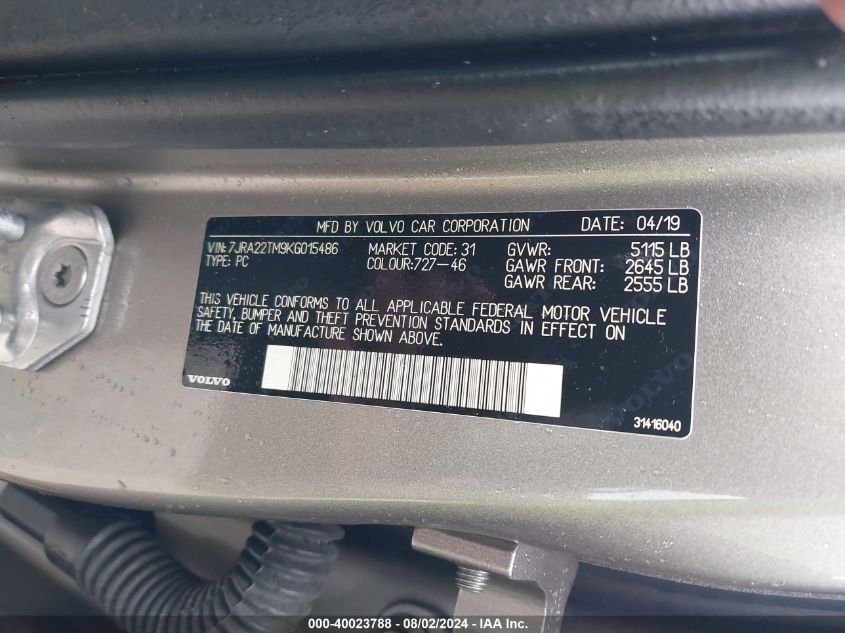 MFD BY VOLVO CAR CORPORATION DATE: 04/19
VIN: 7JRA22TM9KG015486 MARKET CODE: 31 GVWR: 5115 LB
TYPE: PC COLOUR: 727-46 GAWR FRONT: 2645 LB
GAWR REAR: 2555 LB
THIS VEHICLE CONFORMS TO ALL APPLICABLE FEDERAL MOTOR VEHICLE
SAFETY, BUMPER AND THEFT PREVENTION STANDARDS IN EFFECT ON
THE DATE OF MANUFACTURE SHOWN ABOVE.
VOLVO
VOLVO
31416040
000-40023788 - 08/02/2024 - IAA Inc.